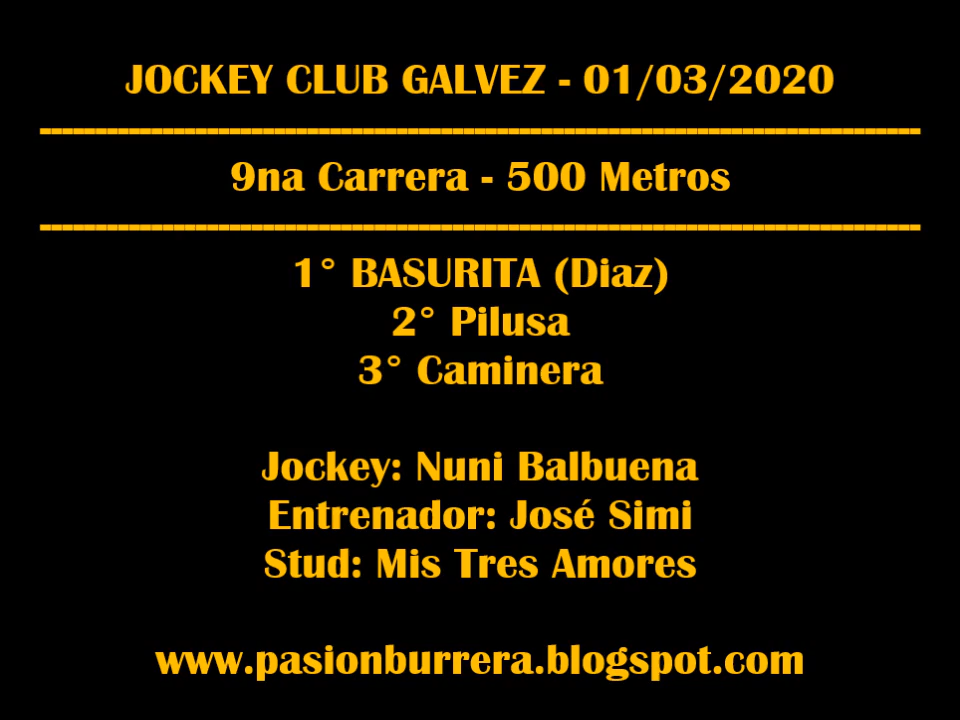 JOCKEY CLUB GALVEZ - 01/03/2020
--------------------------------------------------------------------------------
9na Carrera - 500 Metros
--------------------------------------------------------------------------------
1° BASURITA (Diaz)
2° Pilusa
3° Caminera
Jockey: Nuni Balbuena
Entrenador: José Simi
Stud: Mis Tres Amores
www.pasionburrera.blogspot.com